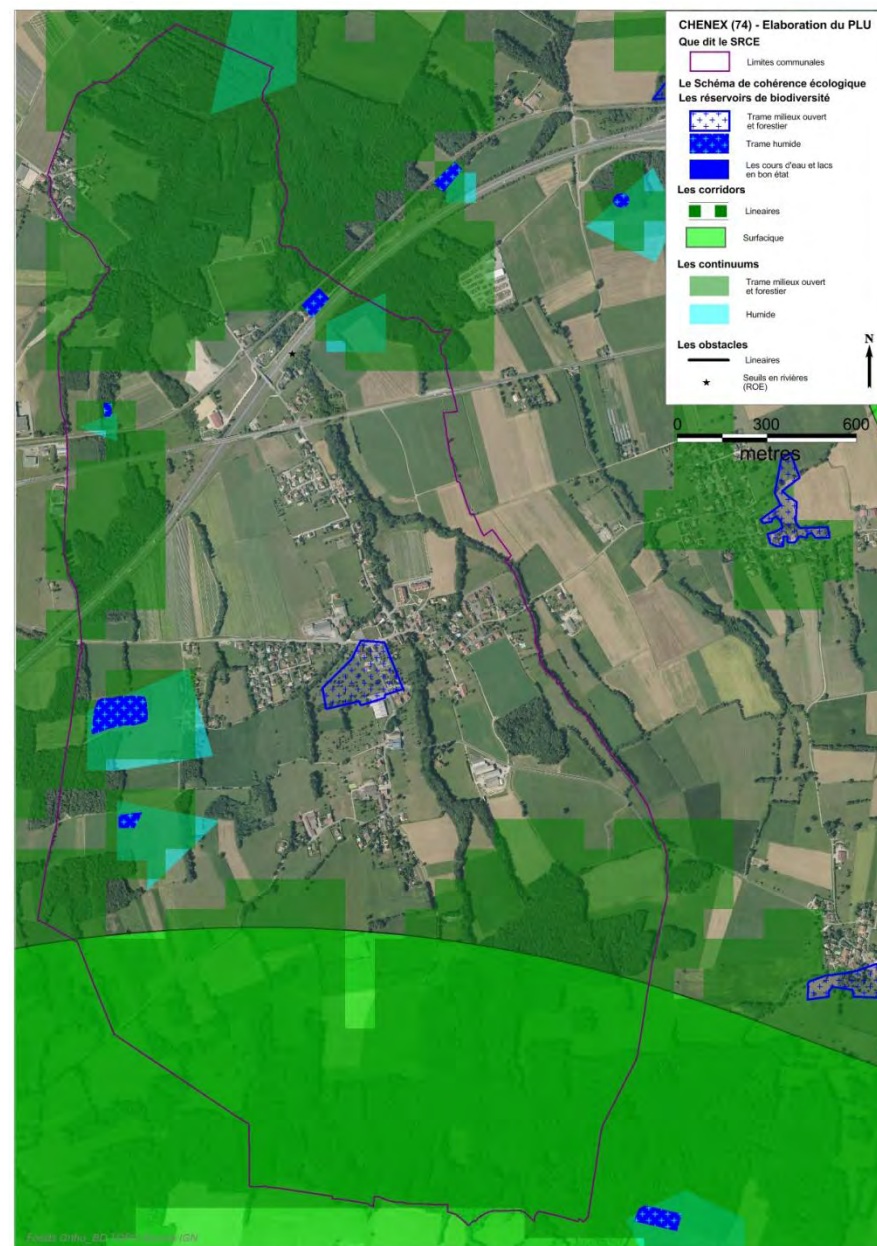 CHENEX (74) - Elaboration du PLU
Que dit le SRCE
Limites communales
Le Schéma de cohérence écologique
Les réservoirs de biodiversité
Trame milieux ouvert
et forestier
Trame humide
Les cours d'eau et lacs
en bon état
Les corridors
Lineaires
Surfacique
Les continuums
Trame milieux ouvert
et forestier
Humide
Les obstacles
N
Lineaires
Seuils en rivières
(ROE)
0 300 600
metres
Fonds Ortho_BD IGN